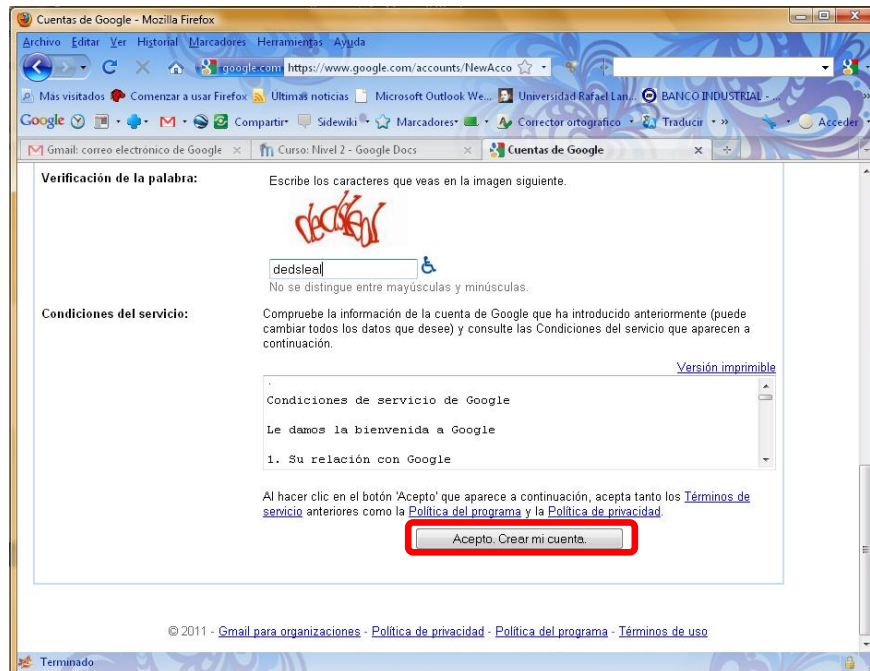 Cuentas de Google - Mozilla Firefox
Archivo Editar Ver Historial Marcadores Herramientas Ayuda
google.com https://www.google.com/accounts/NewAcco
Más visitados Comenzar a usar Firefox Últimas noticias Microsoft Outlook We... Universidad Rafael Lan... BANCO INDUSTRIAL - ...
Google Compartir Sidewiki Marcadores Corrector ortográfico Traducir Acceder
Gmail: correo electrónico de Google Curso: Nivel 2 - Google Docs Cuentas de Google
Verificación de la palabra: Escribe los caracteres que veas en la imagen siguiente.
dedsleal
No se distingue entre mayúsculas y minúsculas.
Condiciones del servicio: Compruebe la información de la cuenta de Google que ha introducido anteriormente (puede
cambiar todos los datos que desee) y consulte las Condiciones del servicio que aparecen a
continuación.
Versión imprimible
Condiciones de servicio de Google
Le damos la bienvenida a Google
1. Su relación con Google
Al hacer clic en el botón 'Acepto' que aparece a continuación, acepta tanto los Términos de
servicio anteriores como la Política del programa y la Política de privacidad.
Acepto. Crear mi cuenta.
© 2011 - Gmail para organizaciones - Política de privacidad - Política del programa - Términos de uso
Terminado